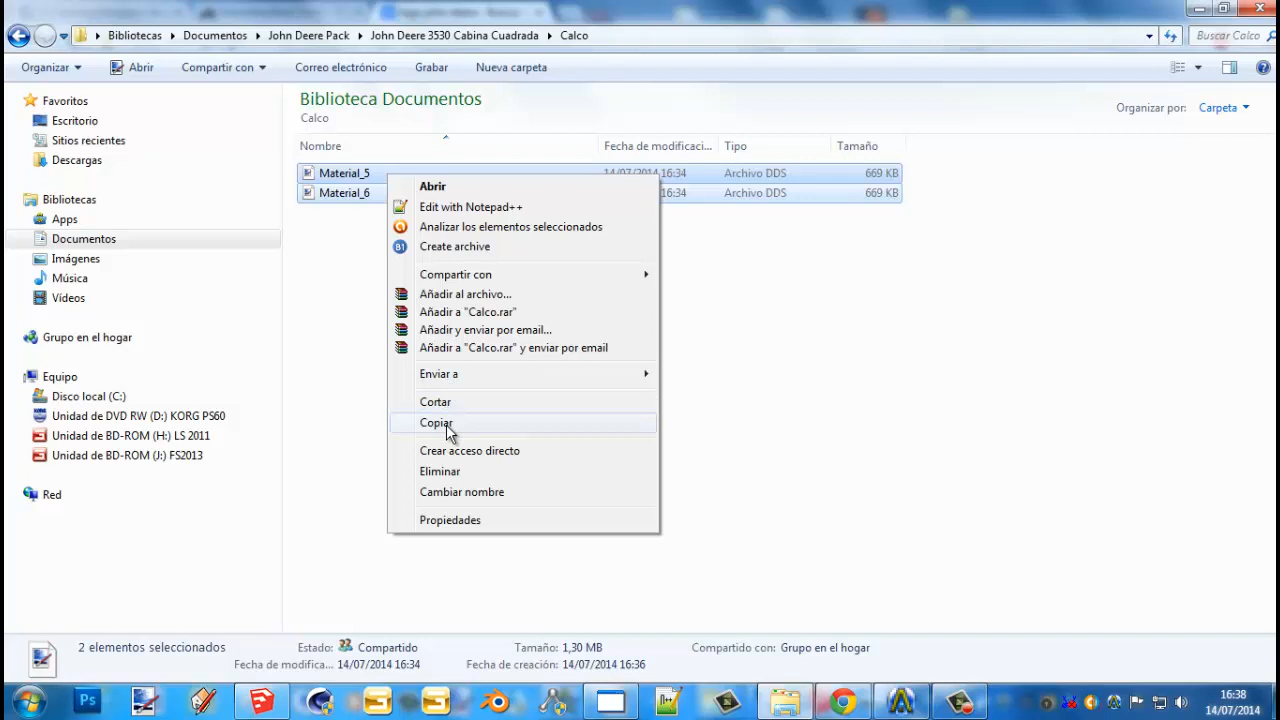 Bibliotecas Documentos John Deere Pack John Deere 3530 Cabina Cuadrada Calco Buscar Calco
Organizar Abrir Compartir con Correo electrónico Grabar Nueva carpeta
Favoritos
Escritorio
Sitios recientes
Descargas
Bibliotecas
Apps
Documentos
Imágenes
Música
Vídeos
Grupo en el hogar
Equipo
Disco local (C:)
Unidad de DVD RW (D:) KORG PS60
Unidad de BD-ROM (H:) LS 2011
Unidad de BD-ROM (J:) FS2013
Red
Biblioteca Documentos
Calco
Organizar por: Carpeta
Nombre Fecha de modificaci... Tipo Tamaño
Material_5 14/07/2014 16:34 Archivo DDS 669 KB
Material_6 16:34 Archivo DDS 669 KB
Abrir
Edit with Notepad++
Analizar los elementos seleccionados
B1 Create archive
Compartir con
Añadir al archivo...
Añadir a "Calco.rar"
Añadir y enviar por email...
Añadir a "Calco.rar" y enviar por email
Enviar a
Cortar
Copiar
Crear acceso directo
Eliminar
Cambiar nombre
Propiedades
2 elementos seleccionados Estado: Compartido Tamaño: 1,30 MB Compartido con: Grupo en el hogar
Fecha de modifica... 14/07/2014 16:34 Fecha de creación: 14/07/2014 16:36
Ps
16:38
14/07/2014